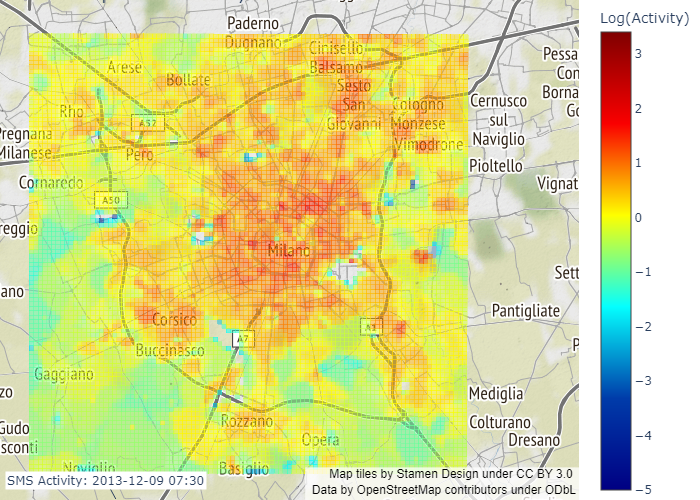 Log(Activity)
Paderno
Dugnano
Cinisello
Balsamo
Arese
Bollate
Sesto
San
Giovanni
Rho
A52
Pero
Cologno
Monzese
Vimodrone
Cernusco
sul
Naviglio
Pioltello
Pessa
Con
Borna
Vignat
Pregnana
Milanese
Cornaredo
A50
reggio
Milano
Sett
ano
Pantigliate
Corsico
A7
Buccinasco
Gaggiano
zo
Mediglia
Rozzano
Colturano
Dresano
Gudo
sconti
Opera
Noviglio
Basiglio
3
2
1
0
−1
−2
−3
−4
−5
SMS Activity: 2013-12-09 07:30
Map tiles by Stamen Design under CC BY 3.0
Data by OpenStreetMap contributors under ODbL